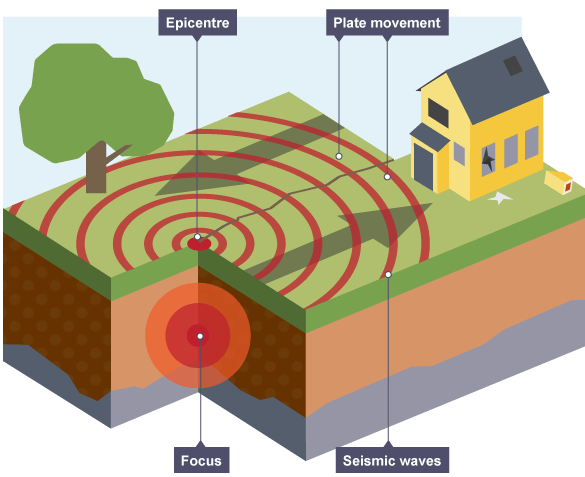 Epicentre
Plate movement
Focus
Seismic waves